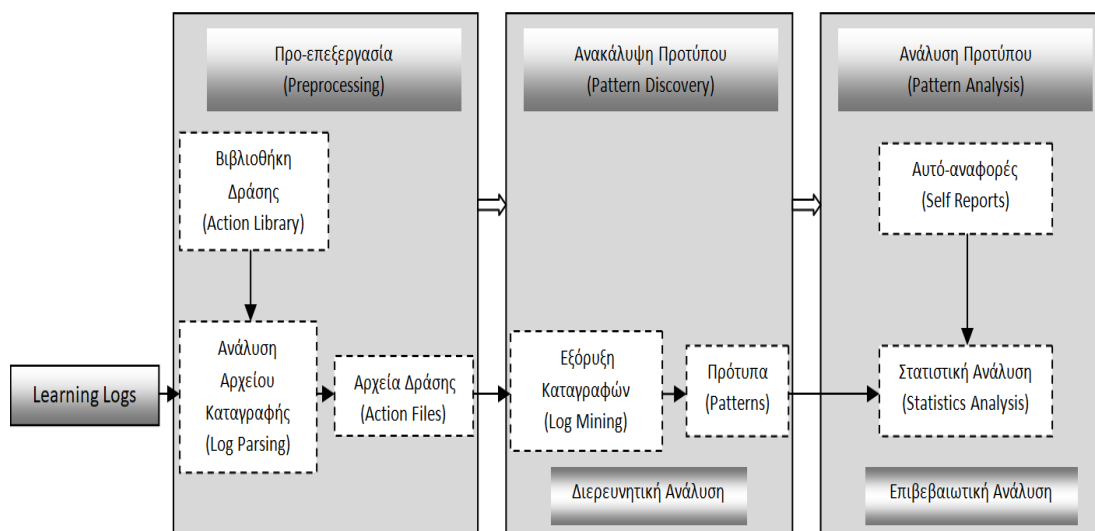 Προ-επεξεργασία
(Preprocessing)
Βιβλιοθήκη
Δράσης
(Action Library)
Learning Logs
Ανάλυση
Αρχείου
Καταγραφής
(Log Parsing)
Αρχεία Δράσης
(Action Files)
Ανακάλυψη Προτύπου
(Pattern Discovery)
Εξόρυξη
Καταγραφών
(Log Mining)
Πρότυπα
(Patterns)
Διερευνητική Ανάλυση
Ανάλυση Προτύπου
(Pattern Analysis)
Αυτό-αναφορές
(Self Reports)
Στατιστική Ανάλυση
(Statistics Analysis)
Επιβεβαιωτική Ανάλυση